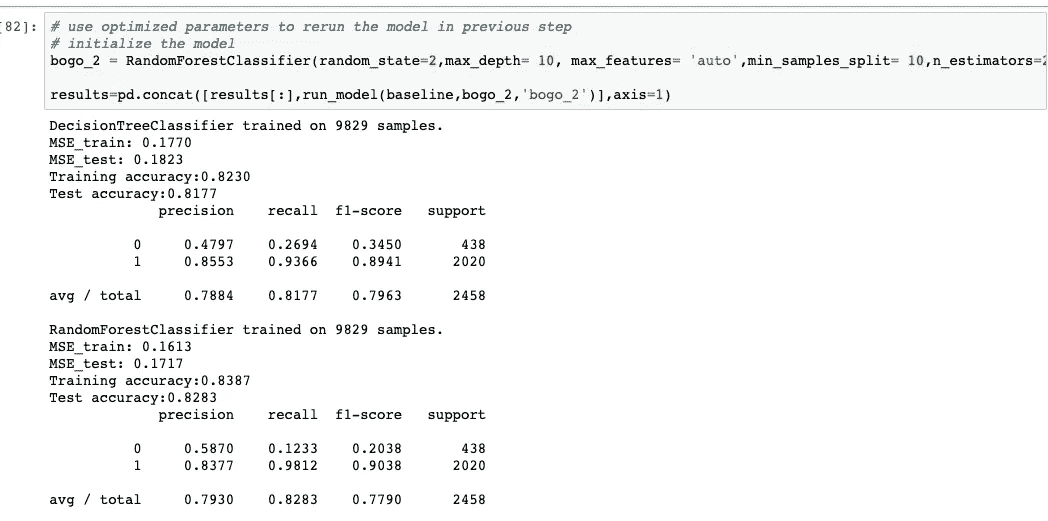 [82]: # use optimized parameters to rerun the model in previous step
# initialize the model
bogo_2 = RandomForestClassifier(random_state=2,max_depth= 10, max_features= 'auto',min_samples_split= 10,n_estimators=2
results=pd.concat([results[:],run_model(baseline,bogo_2,'bogo_2')],axis=1)
DecisionTreeClassifier trained on 9829 samples.
MSE_train: 0.1770
MSE_test: 0.1823
Training accuracy:0.8230
Test accuracy:0.8177
precision recall f1-score support
0 0.4797 0.2694 0.3450 438
1 0.8553 0.9366 0.8941 2020
avg / total 0.7884 0.8177 0.7963 2458
RandomForestClassifier trained on 9829 samples.
MSE_train: 0.1613
MSE_test: 0.1717
Training accuracy:0.8387
Test accuracy:0.8283
precision recall f1-score support
0 0.5870 0.1233 0.2038 438
1 0.8377 0.9812 0.9038 2020
avg / total 0.7930 0.8283 0.7790 2458